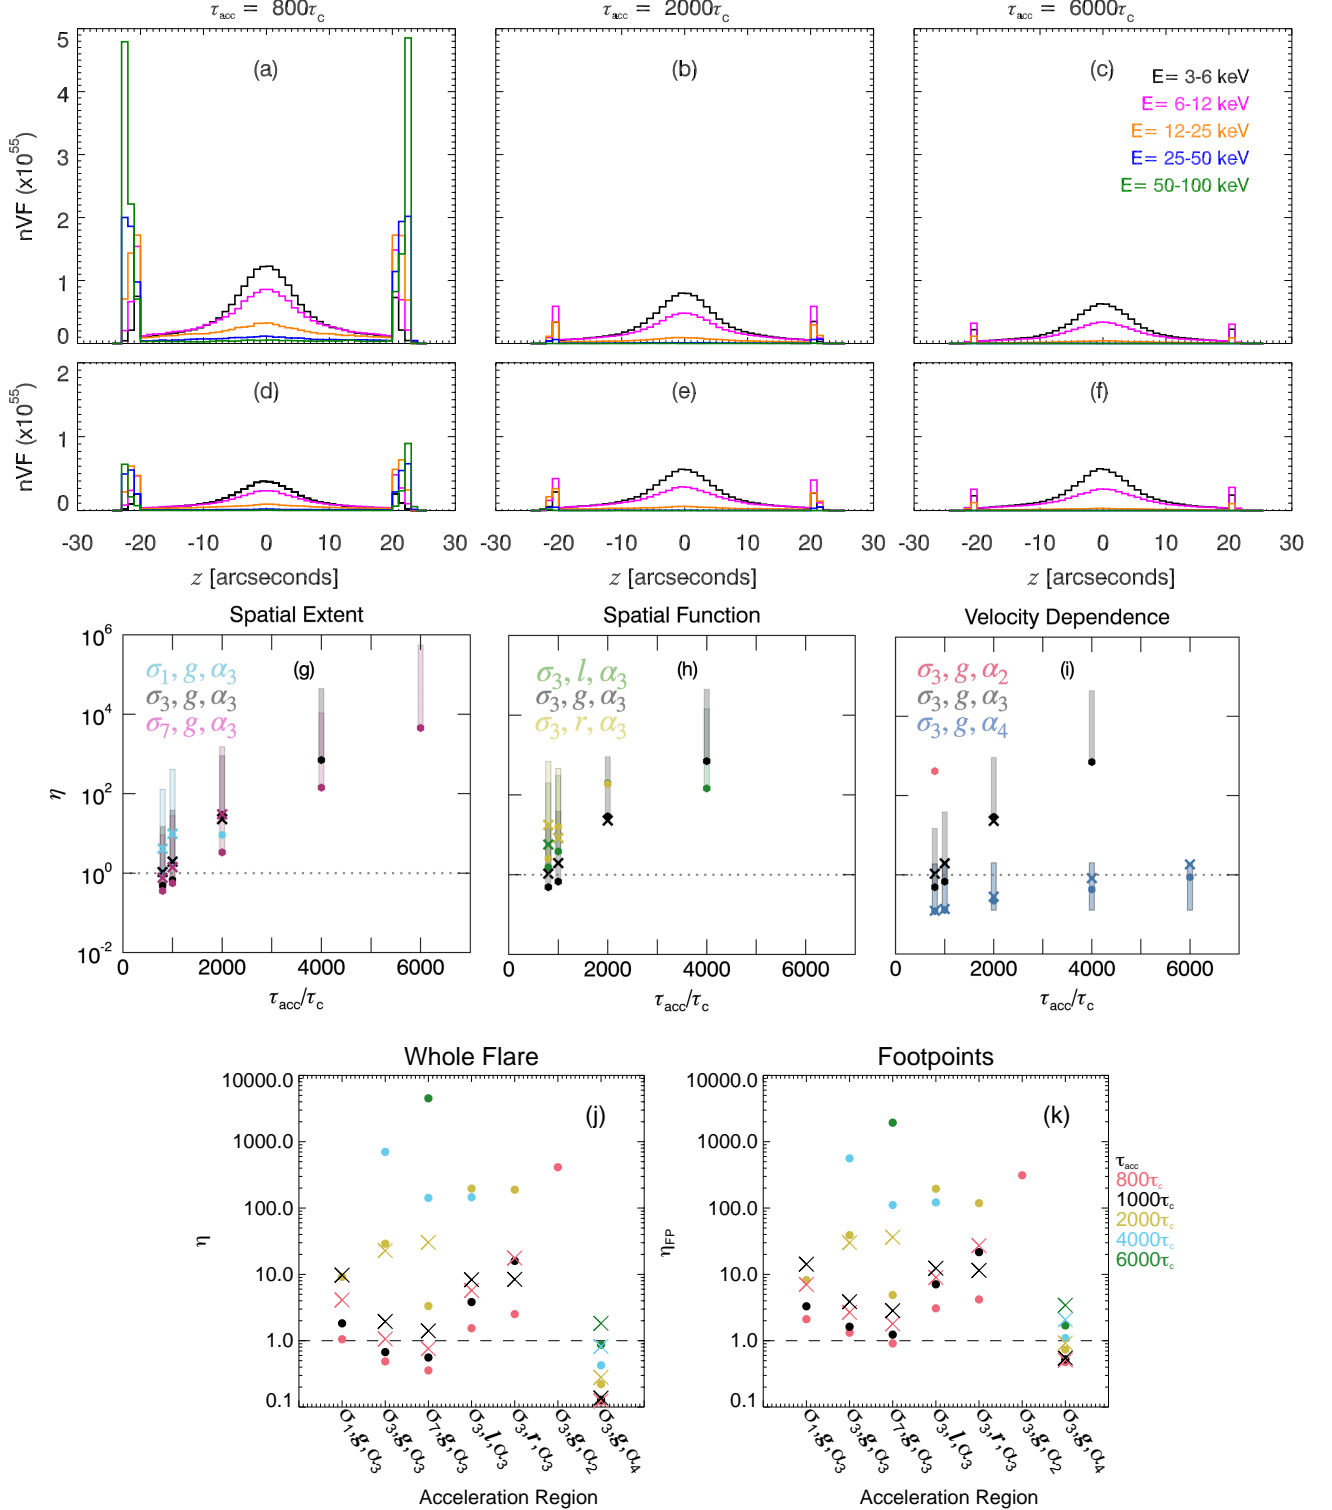 τacc = 800τc
τacc = 2000τc
τacc = 6000τc
(a)
(b)
(c)
E= 3-6 keV
E= 6-12 keV
E= 12-25 keV
E= 25-50 keV
E= 50-100 keV
nVF (x10^55)
5
4
3
2
1
0
(d)
(e)
(f)
nVF (x10^55)
2
1
0
-30 -20 -10 0 10 20 30
-30 -20 -10 0 10 20 30
-30 -20 -10 0 10 20 30
z [arcseconds]
z [arcseconds]
z [arcseconds]
Spatial Extent
Spatial Function
Velocity Dependence
(g)
(h)
(i)
σ1, g, α3
σ3, g, α3
σ7, g, α3
σ3, l, α3
σ3, g, α3
σ3, r, α3
σ3, g, α2
σ3, g, α3
σ3, g, α4
η
10^6
10^4
10^2
10^0
10^-2
0 2000 4000 6000
0 2000 4000 6000
0 2000 4000 6000
τacc/τc
τacc/τc
τacc/τc
Whole Flare
Footpoints
(j)
(k)
η
10000.0
1000.0
100.0
10.0
1.0
0.1
ηFP
10000.0
1000.0
100.0
10.0
1.0
0.1
τacc
800τc
1000τc
2000τc
4000τc
6000τc
σ1,g,α3
σ3,g,α3
σ7,g,α3
σ3,l,α3
σ3,r,α3
σ3,g,α2
σ3,g,α4
σ1,g,α3
σ3,g,α3
σ7,g,α3
σ3,l,α3
σ3,r,α3
σ3,g,α2
σ3,g,α4
Acceleration Region
Acceleration Region